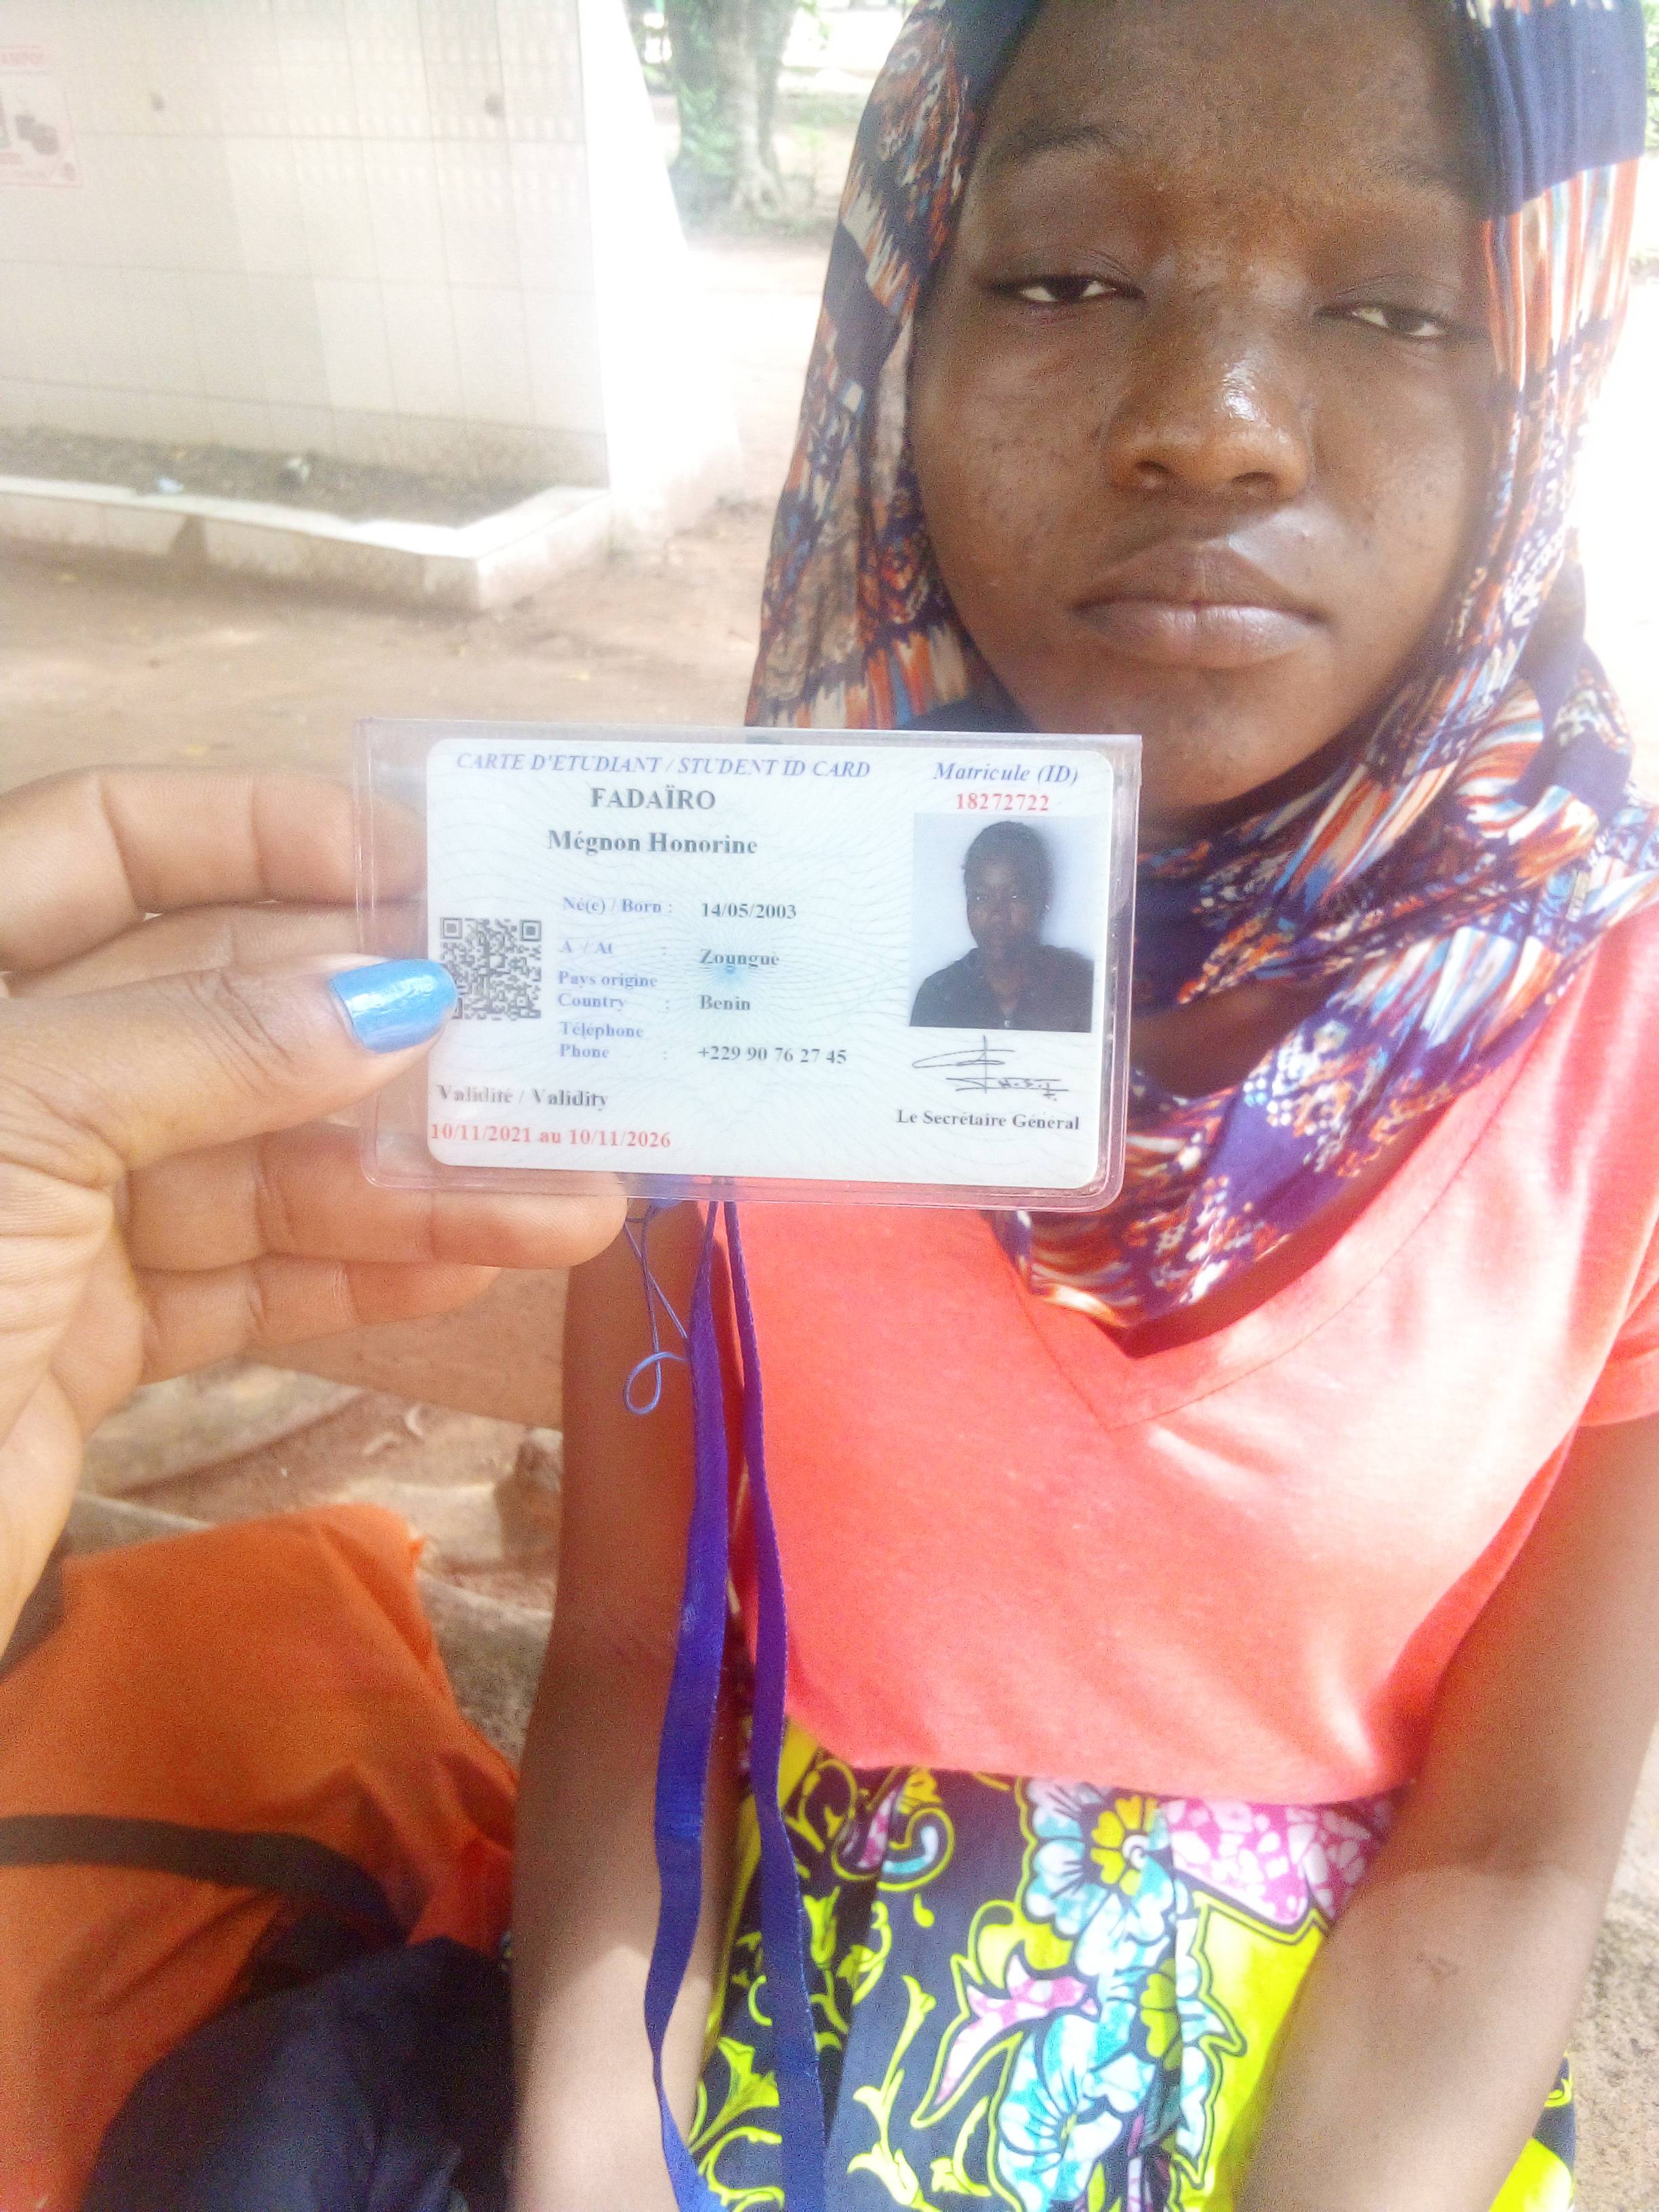 CARTE D'ETUDIANT / STUDENT ID CARD
Matricule (ID)
18272722
FADAÏRO
Mégnon Honorine
Né(e) / Born : 14/05/2003
A / At : Zoungué
Pays origine
Country : Benin
Téléphone
Phone : +229 90 76 27 45
Validité / Validity
10/11/2021 au 10/11/2026
Le Secrétaire Général